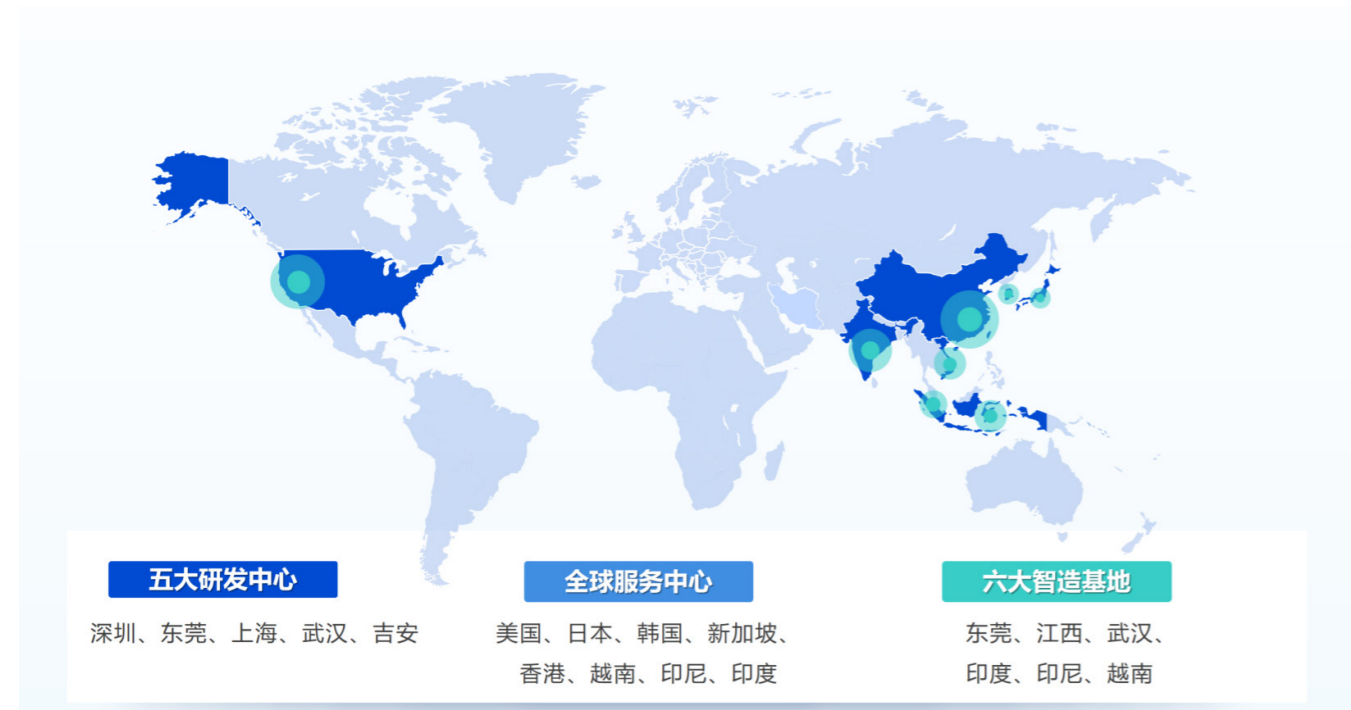 五大研发中心
深圳、东莞、上海、武汉、吉安
全球服务中心
美国、日本、韩国、新加坡、
香港、越南、印尼、印度
六大智造基地
东莞、江西、武汉、
印度、印尼、越南